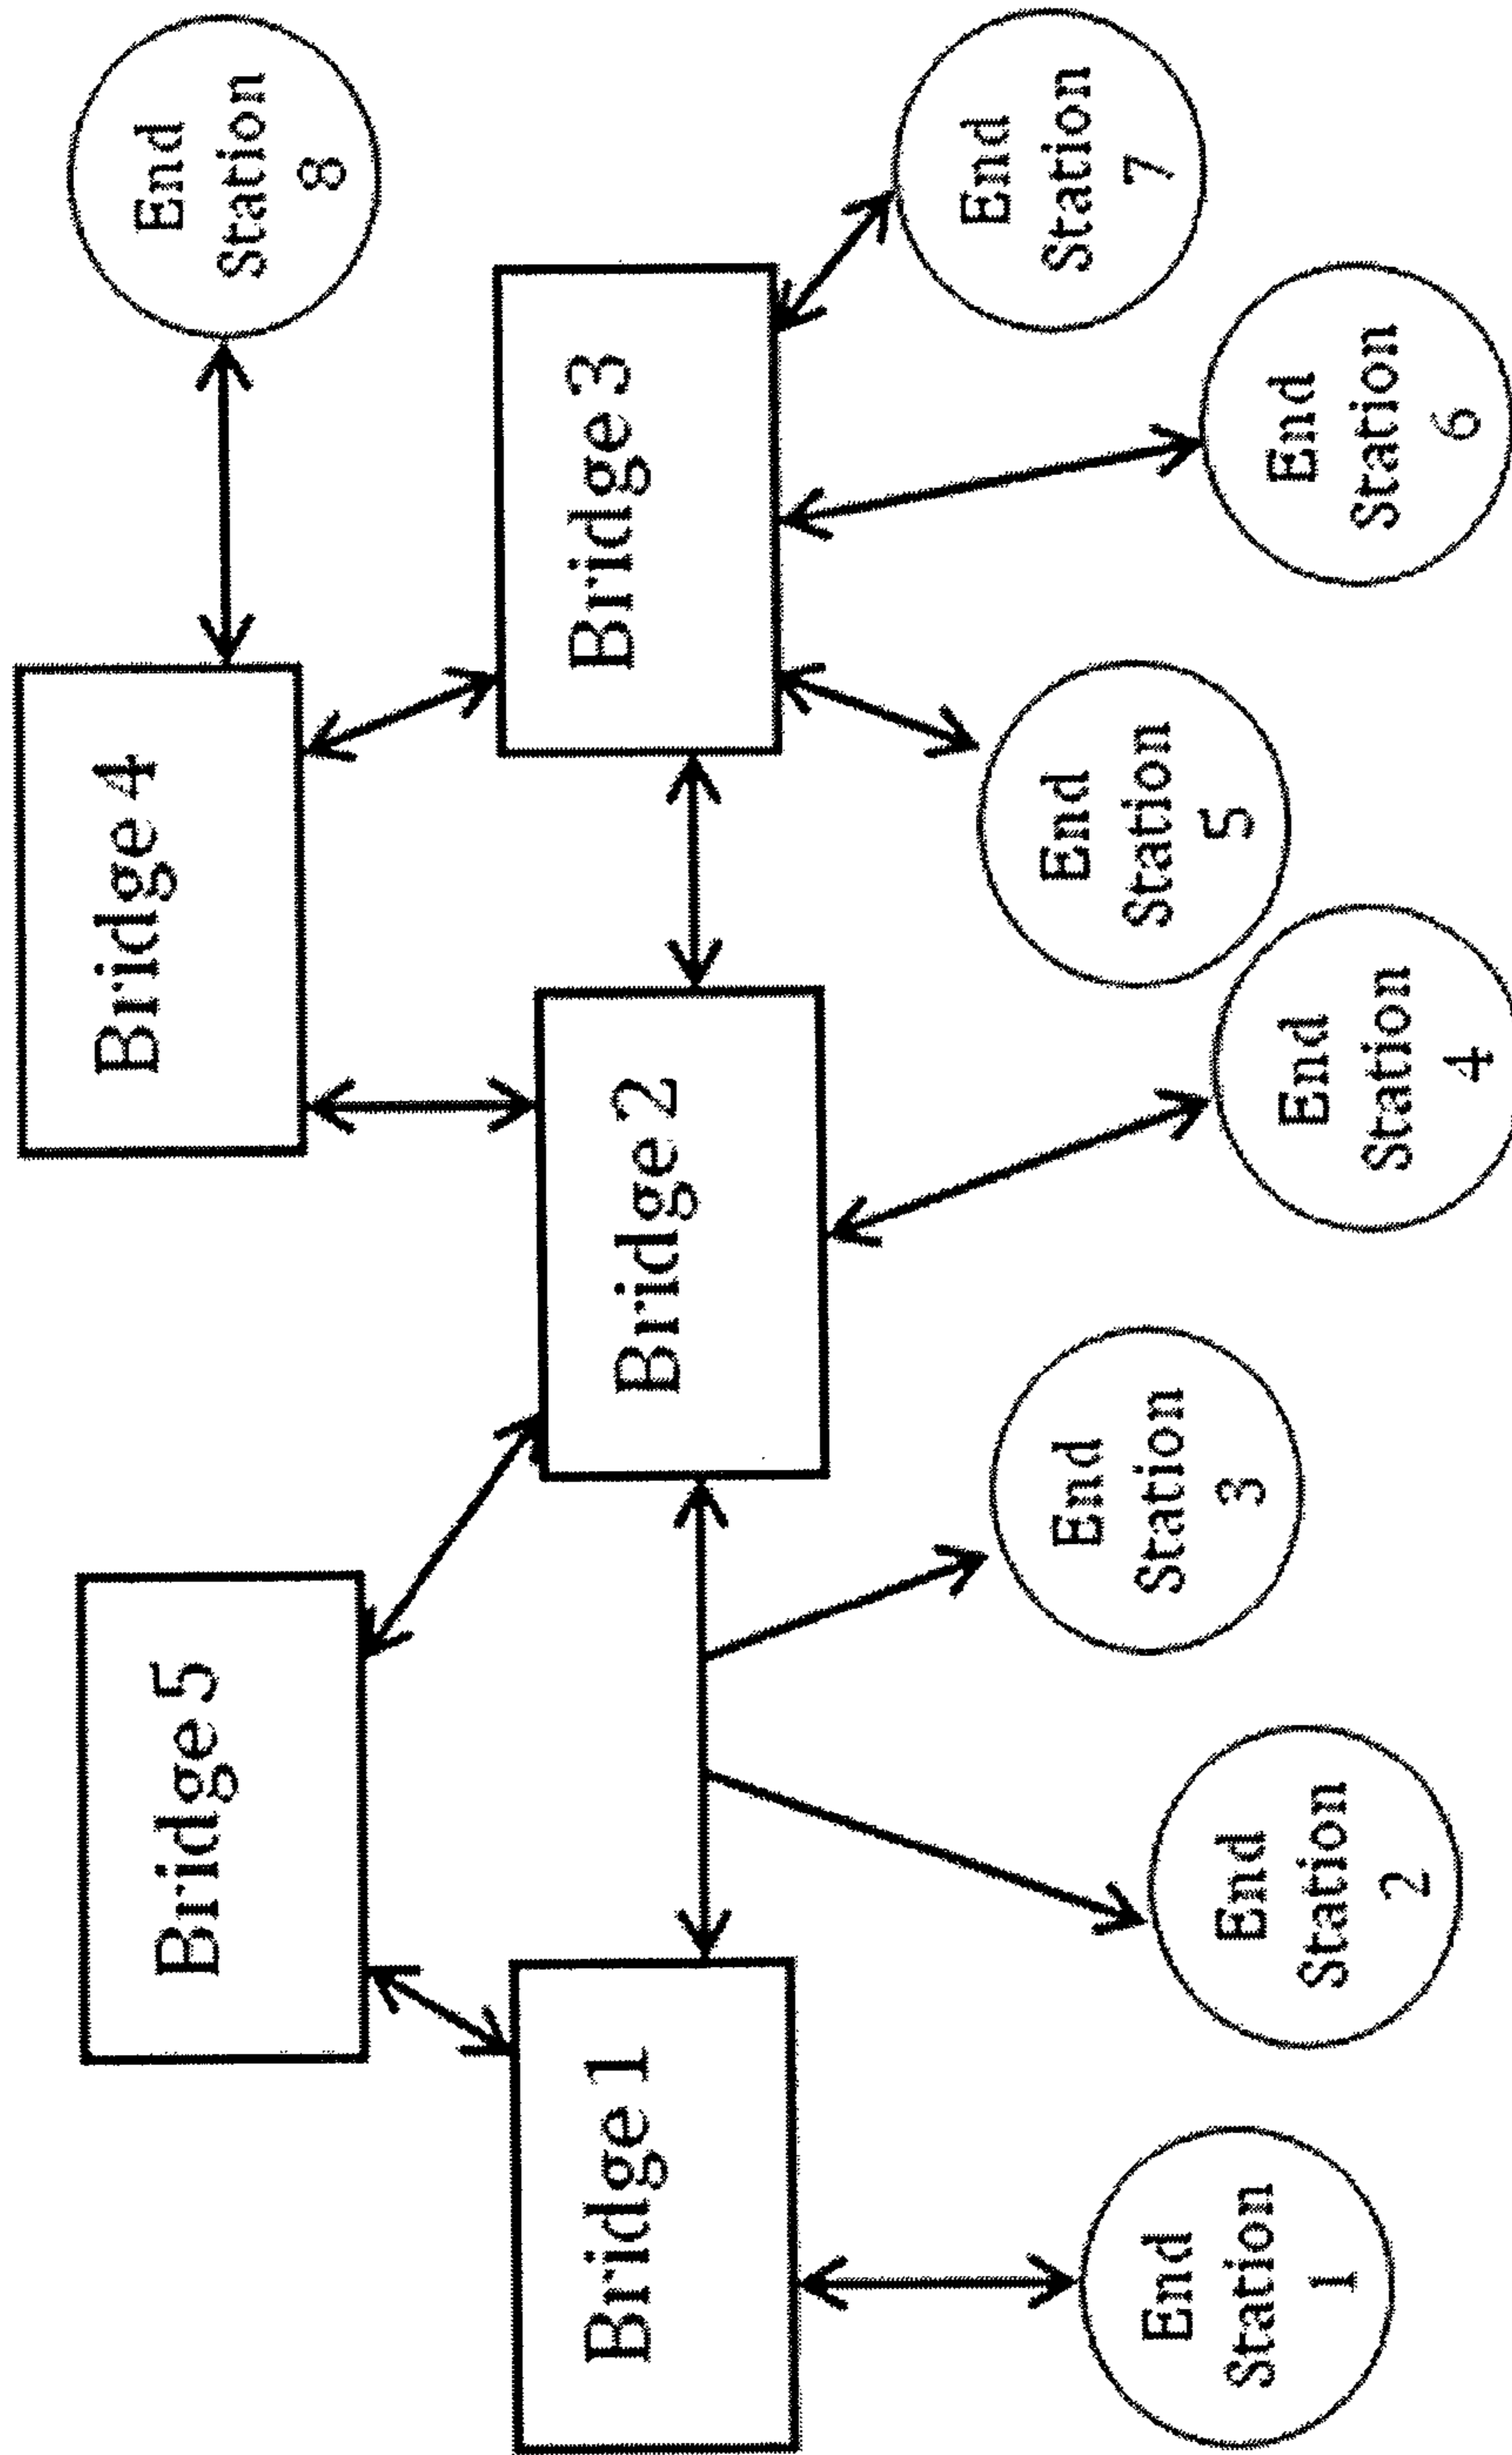 Bridge 5
Bridge 4
End
Station
8
Bridge 1
Bridge 2
Bridge 3
End
Station
1
End
Station
2
End
Station
3
End
Station
4
End
Station
5
End
Station
6
End
Station
7